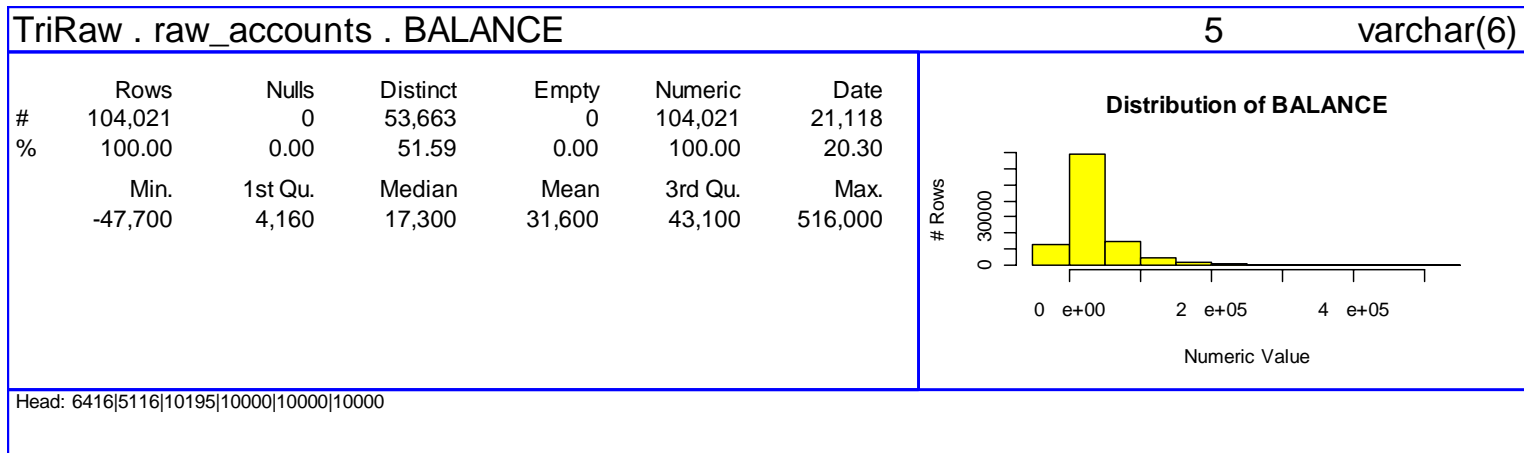 TriRaw . raw_accounts . BALANCE 5 varchar(6)
Rows Nulls Distinct Empty Numeric Date
# 104,021 0 53,663 0 104,021 21,118
% 100.00 0.00 51.59 0.00 100.00 20.30
Min. 1st Qu. Median Mean 3rd Qu. Max.
-47,700 4,160 17,300 31,600 43,100 516,000
Distribution of BALANCE
# Rows
0 30000
0 e+00 2 e+05 4 e+05
Numeric Value
Head: 6416|5116|10195|10000|10000|10000